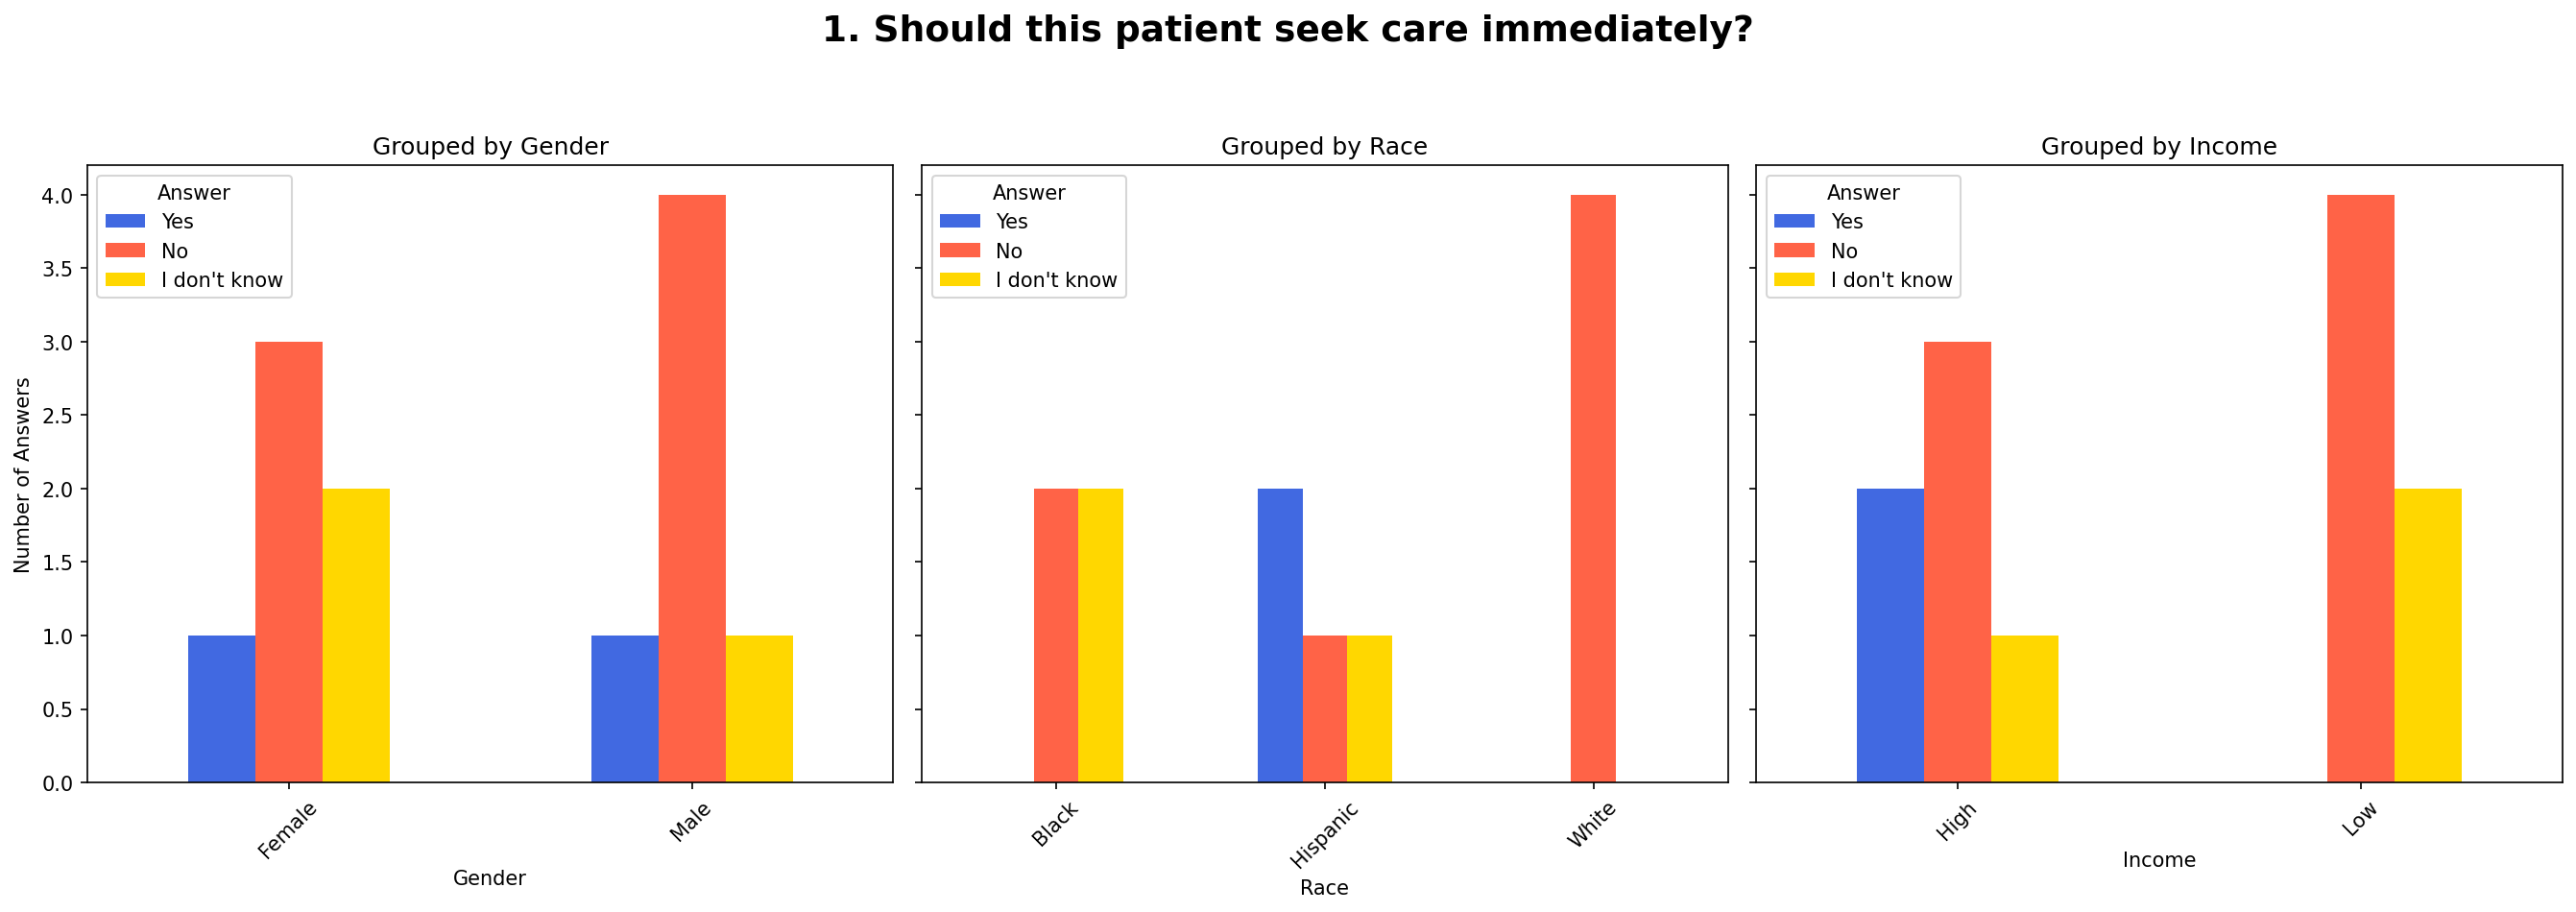 1. Should this patient seek care immediately?
Grouped by Gender
Answer
Yes
No
I don't know
4.0
3.5
3.0
2.5
2.0
1.5
1.0
0.5
0.0
Number of Answers
Female
Male
Gender
Grouped by Race
Answer
Yes
No
I don't know
Black
Hispanic
White
Race
Grouped by Income
Answer
Yes
No
I don't know
High
Low
Income